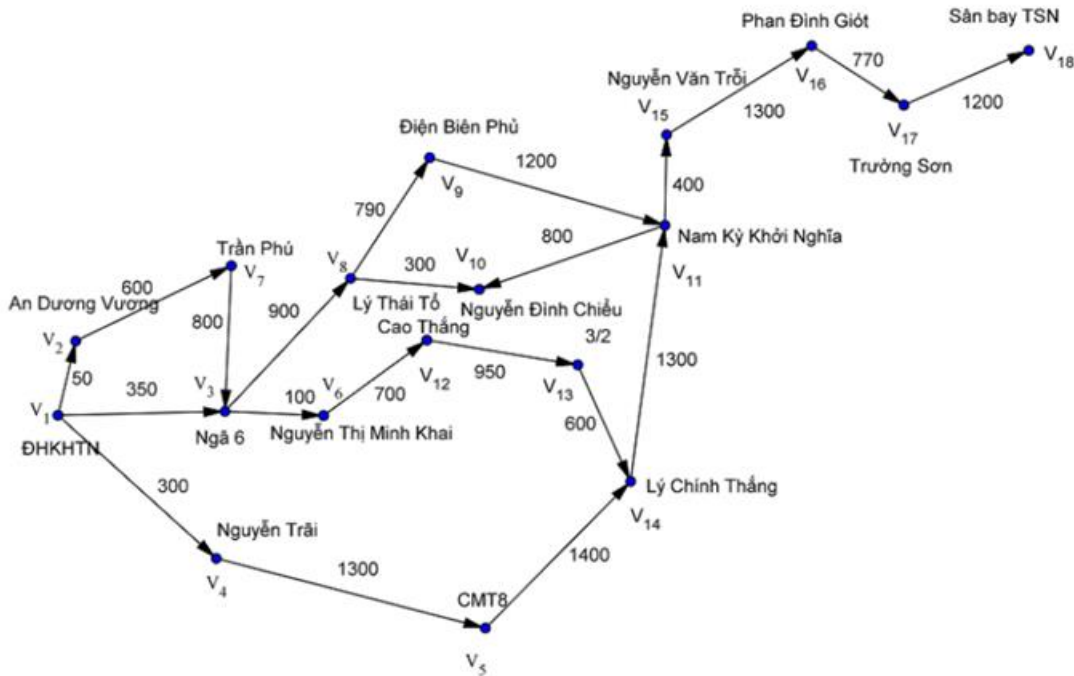 Phan Đình Giót
Sân bay TSN
770
V18
Nguyễn Văn Trỗi
V16
V15
1300
1200
V17
Điện Biên Phủ
Trường Sơn
1200
V9
400
790
Trần Phú
800
Nam Kỳ Khởi Nghĩa
V7
V8
V10
600
300
V11
An Dương Vương
900
Lý Thái Tổ
Nguyễn Đình Chiểu
800
Cao Thắng
3/2
V2
1300
950
V12
V13
50
V3
V6
700
350
100
600
V1
ĐHKHTN
Ngã 6
Nguyễn Thị Minh Khai
Lý Chính Thắng
300
V14
Nguyễn Trãi
1400
1300
V4
CMT8
V5